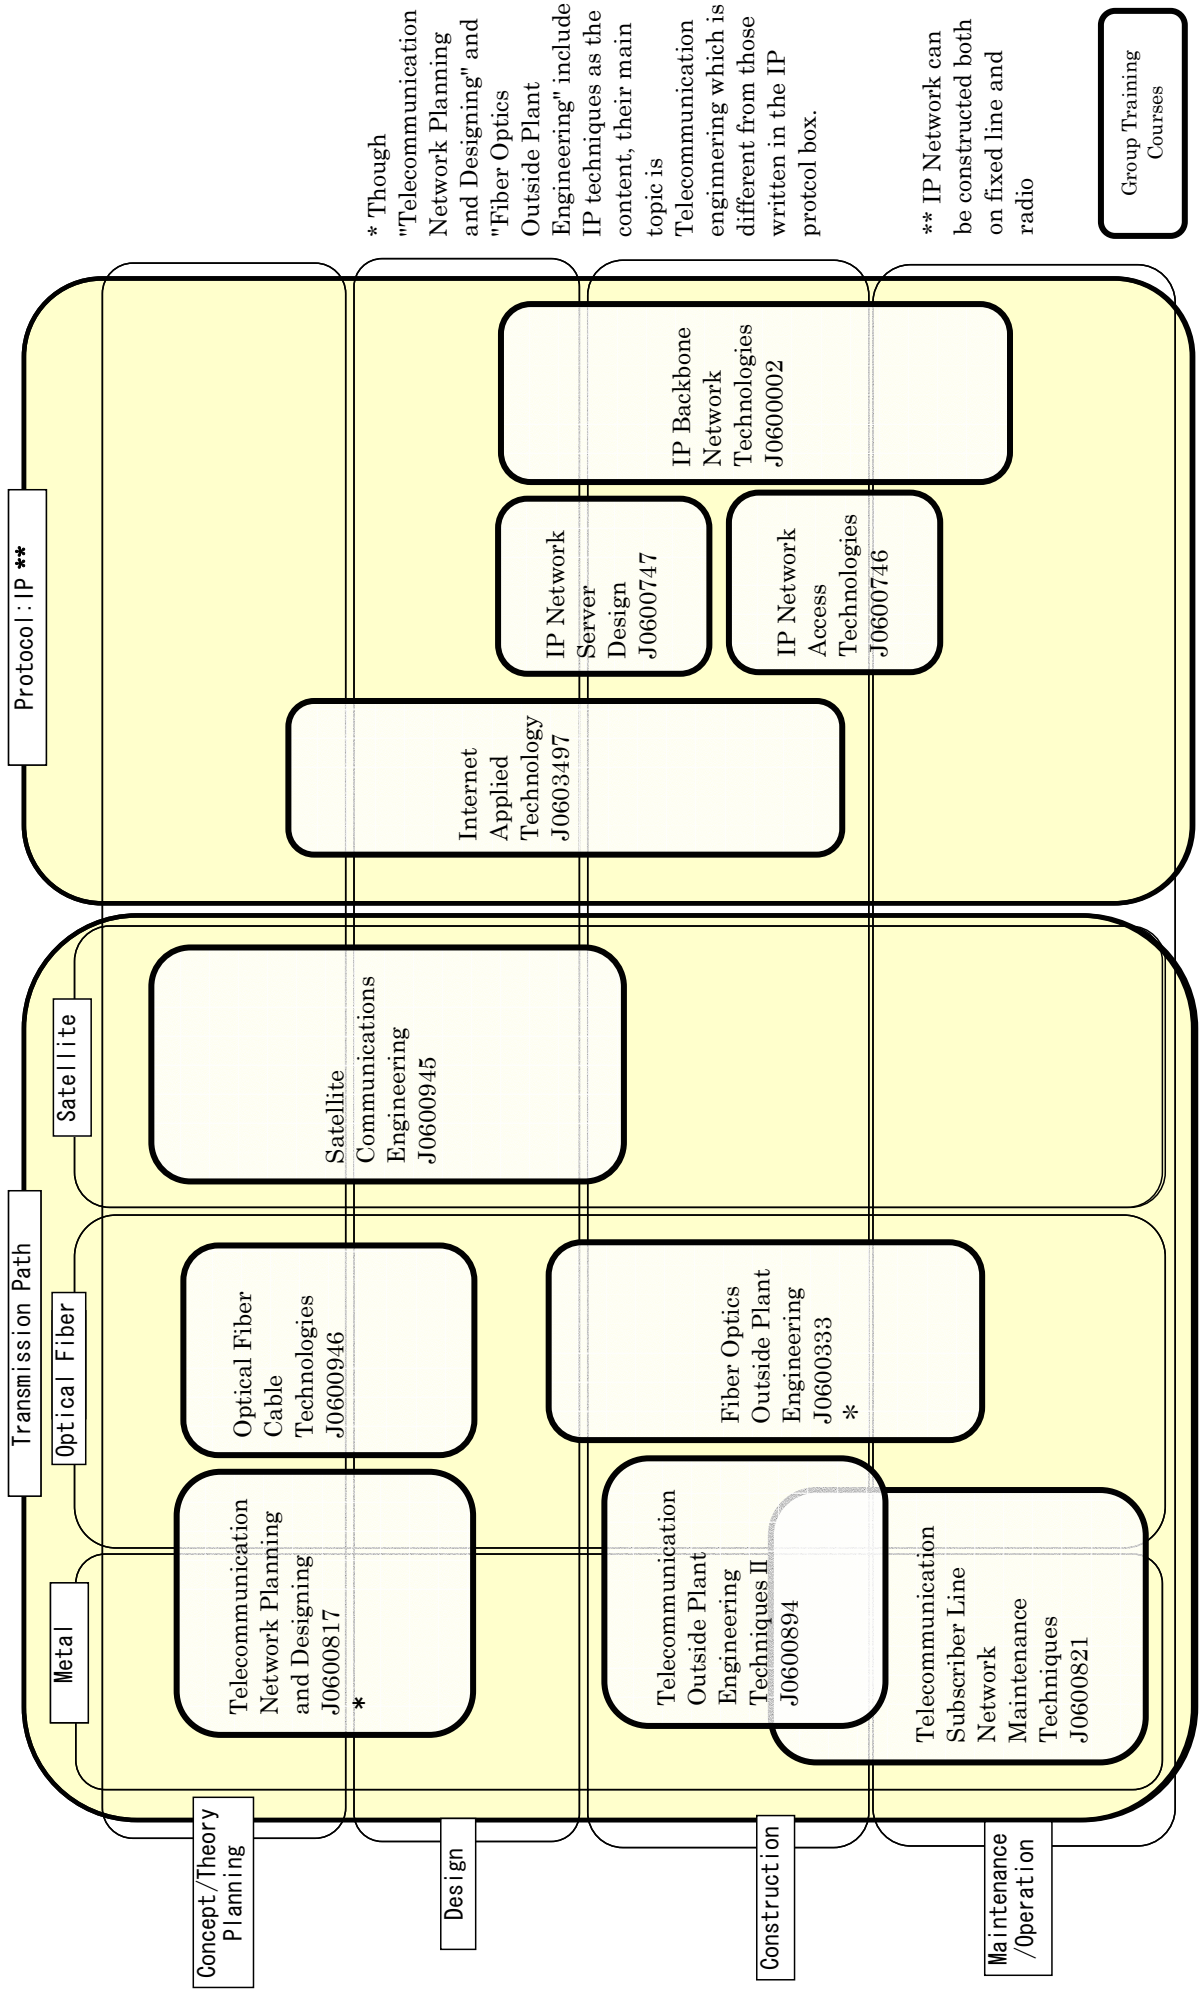 Transmission Path
Protocol:IP **
Metal
Optical Fiber
Satellite
Concept/Theory
Planning
Design
Construction
Maintenance
/Operation
Telecommunication
Network Planning
and Designing
J0600817
*
Optical Fiber
Cable
Technologies
J0600946
Satellite
Communications
Engineering
J0600945
Internet
Applied
Technology
J0603497
IP Network
Server
Design
J0600747
IP Backbone
Network
Technologies
J0600002
Telecommunication
Outside Plant
Engineering
Techniques II
J0600894
Fiber Optics
Outside Plant
Engineering
J0600333
*
IP Network
Access
Technologies
J0600746
Telecommunication
Subscriber Line
Network
Maintenance
Techniques
J0600821
* Though
"Telecommunication
Network Planning
and Designing" and
"Fiber Optics
Outside Plant
Engineering" include
IP techniques as the
content, their main
topic is
Telecommunication
enginnering which is
different from those
written in the IP
protcol box.
** IP Network can
be constructed both
on fixed line and
radio
Group Training
Courses